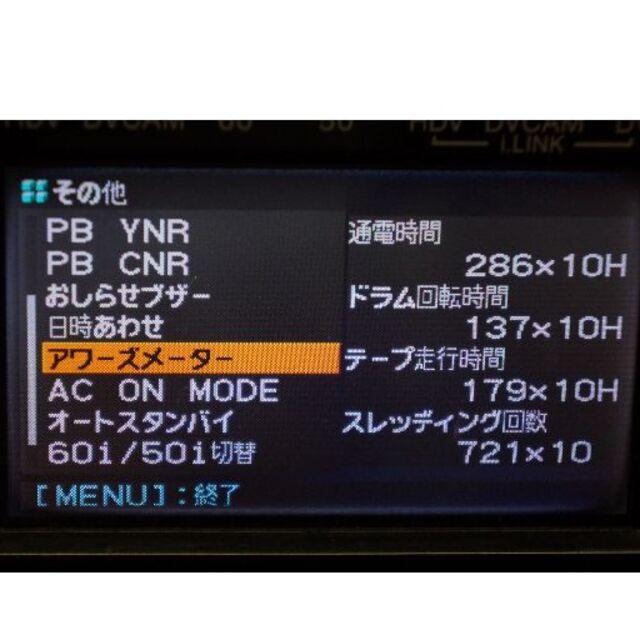 HDV DVCAM 60 50 HDV DVCAM D
i.LINK
その他
PB YNR
PB CNR
おしらせブザー
日時あわせ
アワーズメーター
AC ON MODE
オートスタンバイ
60i/50i切替
通電時間
286×10H
ドラム回転時間
137×10H
テープ走行時間
179×10H
スレッディング回数
721×10
[MENU]:終了